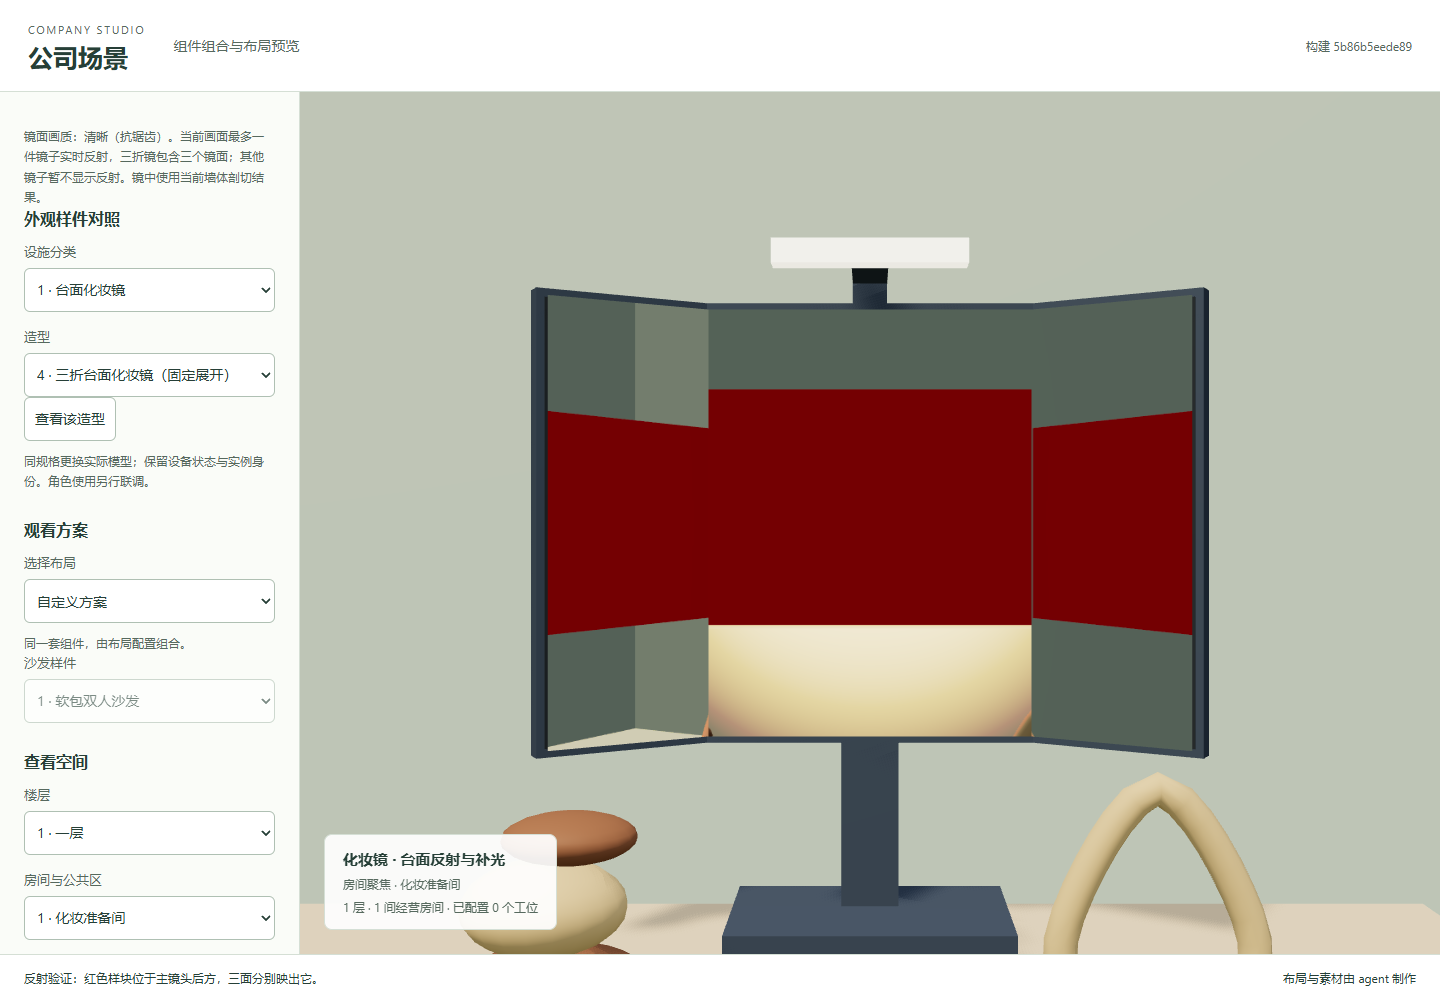 COMPANY STUDIO
公司场景
组件组合与布局预览
构建 5b86b5eede89
镜面画质：清晰（抗锯齿）。当前画面最多一
件镜子实时反射，三折镜包含三个镜面；其他
镜子暂不显示反射。镜中使用当前墙体剖切结
果。
外观样件对照
设施分类
1 · 台面化妆镜
造型
4 · 三折台面化妆镜（固定展开）
查看该造型
同规格更换实际模型；保留设备状态与实例身
份。角色使用另行联调。
观看方案
选择布局
自定义方案
同一套组件，由布局配置组合。
沙发样件
1 · 软包双人沙发
查看空间
楼层
1 · 一层
房间与公共区
1 · 化妆准备间
化妆镜 · 台面反射与补光
房间聚焦 · 化妆准备间
1 层 · 1 间经营房间 · 已配置 0 个工位
反射验证：红色样块位于主镜头后方，三面分别映出它。
布局与素材由 agent 制作